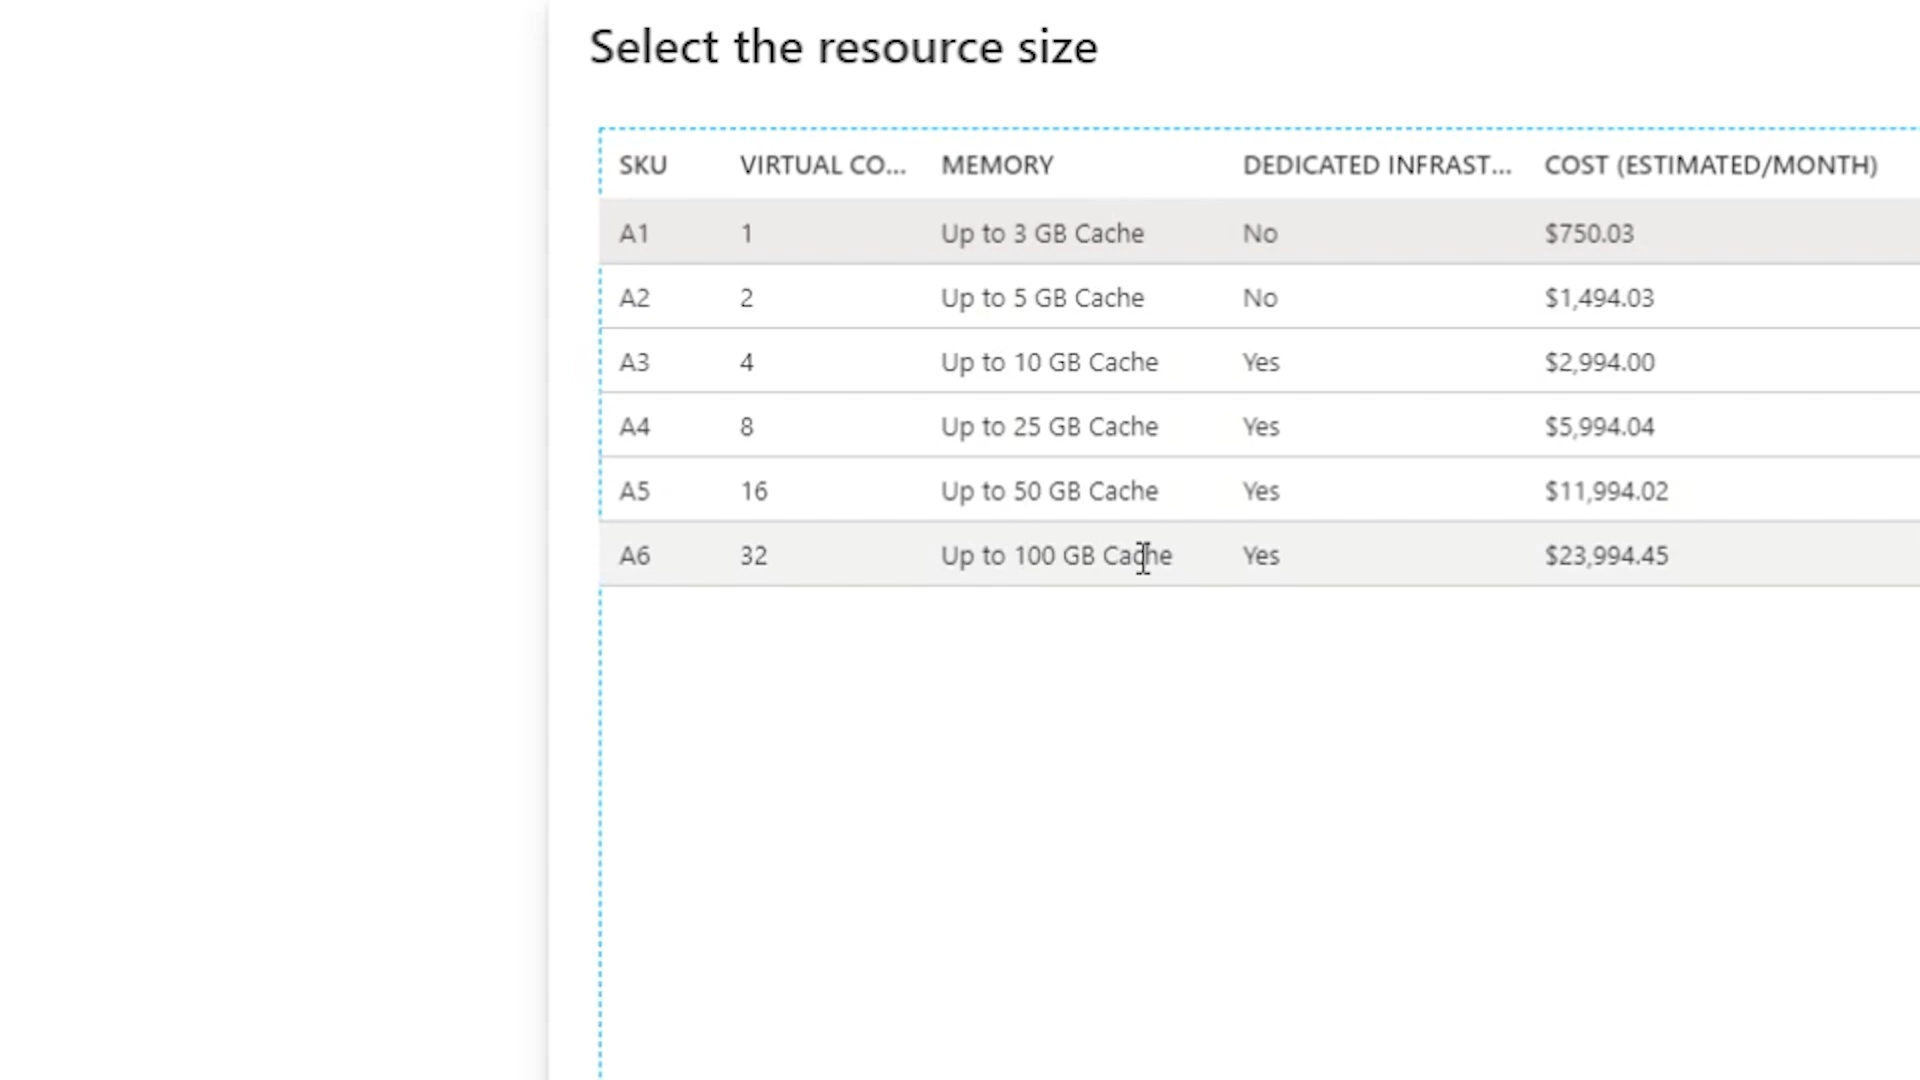 Select the resource size
SKU VIRTUAL CO... MEMORY DEDICATED INFRAST... COST (ESTIMATED/MONTH)
A1 1 Up to 3 GB Cache No $750.03
A2 2 Up to 5 GB Cache No $1,494.03
A3 4 Up to 10 GB Cache Yes $2,994.00
A4 8 Up to 25 GB Cache Yes $5,994.04
A5 16 Up to 50 GB Cache Yes $11,994.02
A6 32 Up to 100 GB Cache Yes $23,994.45